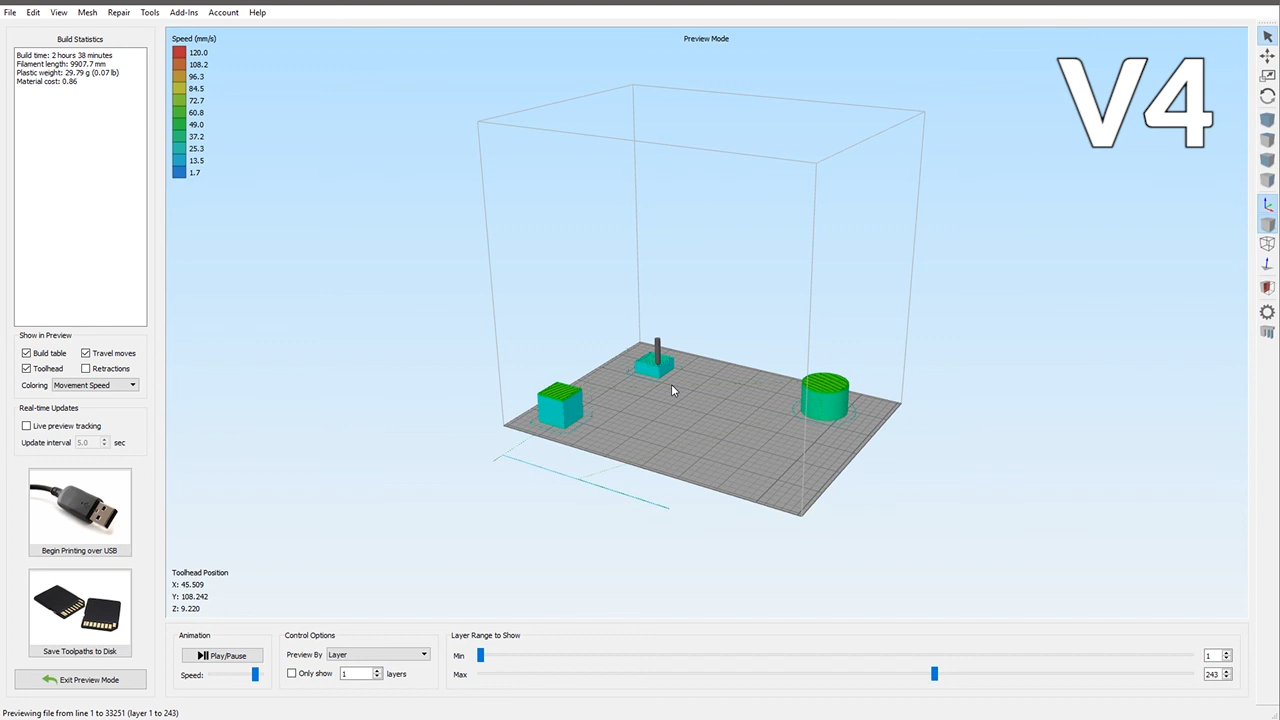 File Edit View Mesh Repair Tools Add-Ins Account Help
Build Statistics
Build time: 2 hours 38 minutes
Filament length: 9907.7 mm
Plastic weight: 29.79 g (0.07 lb)
Material cost: 0.86
Show in Preview
Build table Travel moves
Toolhead Retractions
Coloring Movement Speed
Real-time Updates
Live preview tracking
Update interval 5.0 sec
Begin Printing over USB
Save Toolpaths to Disk
Exit Preview Mode
Speed (mm/s)
120.0
108.2
96.3
84.5
72.7
60.8
49.0
37.2
25.3
13.5
1.7
Preview Mode
V4
Toolhead Position
X: 45.509
Y: 108.242
Z: 9.220
Animation
Play/Pause
Speed:
Control Options
Preview By Layer
Only show 1 layers
Layer Range to Show
Min 1
Max 243
Previewing file from line 1 to 33251 (layer 1 to 243)